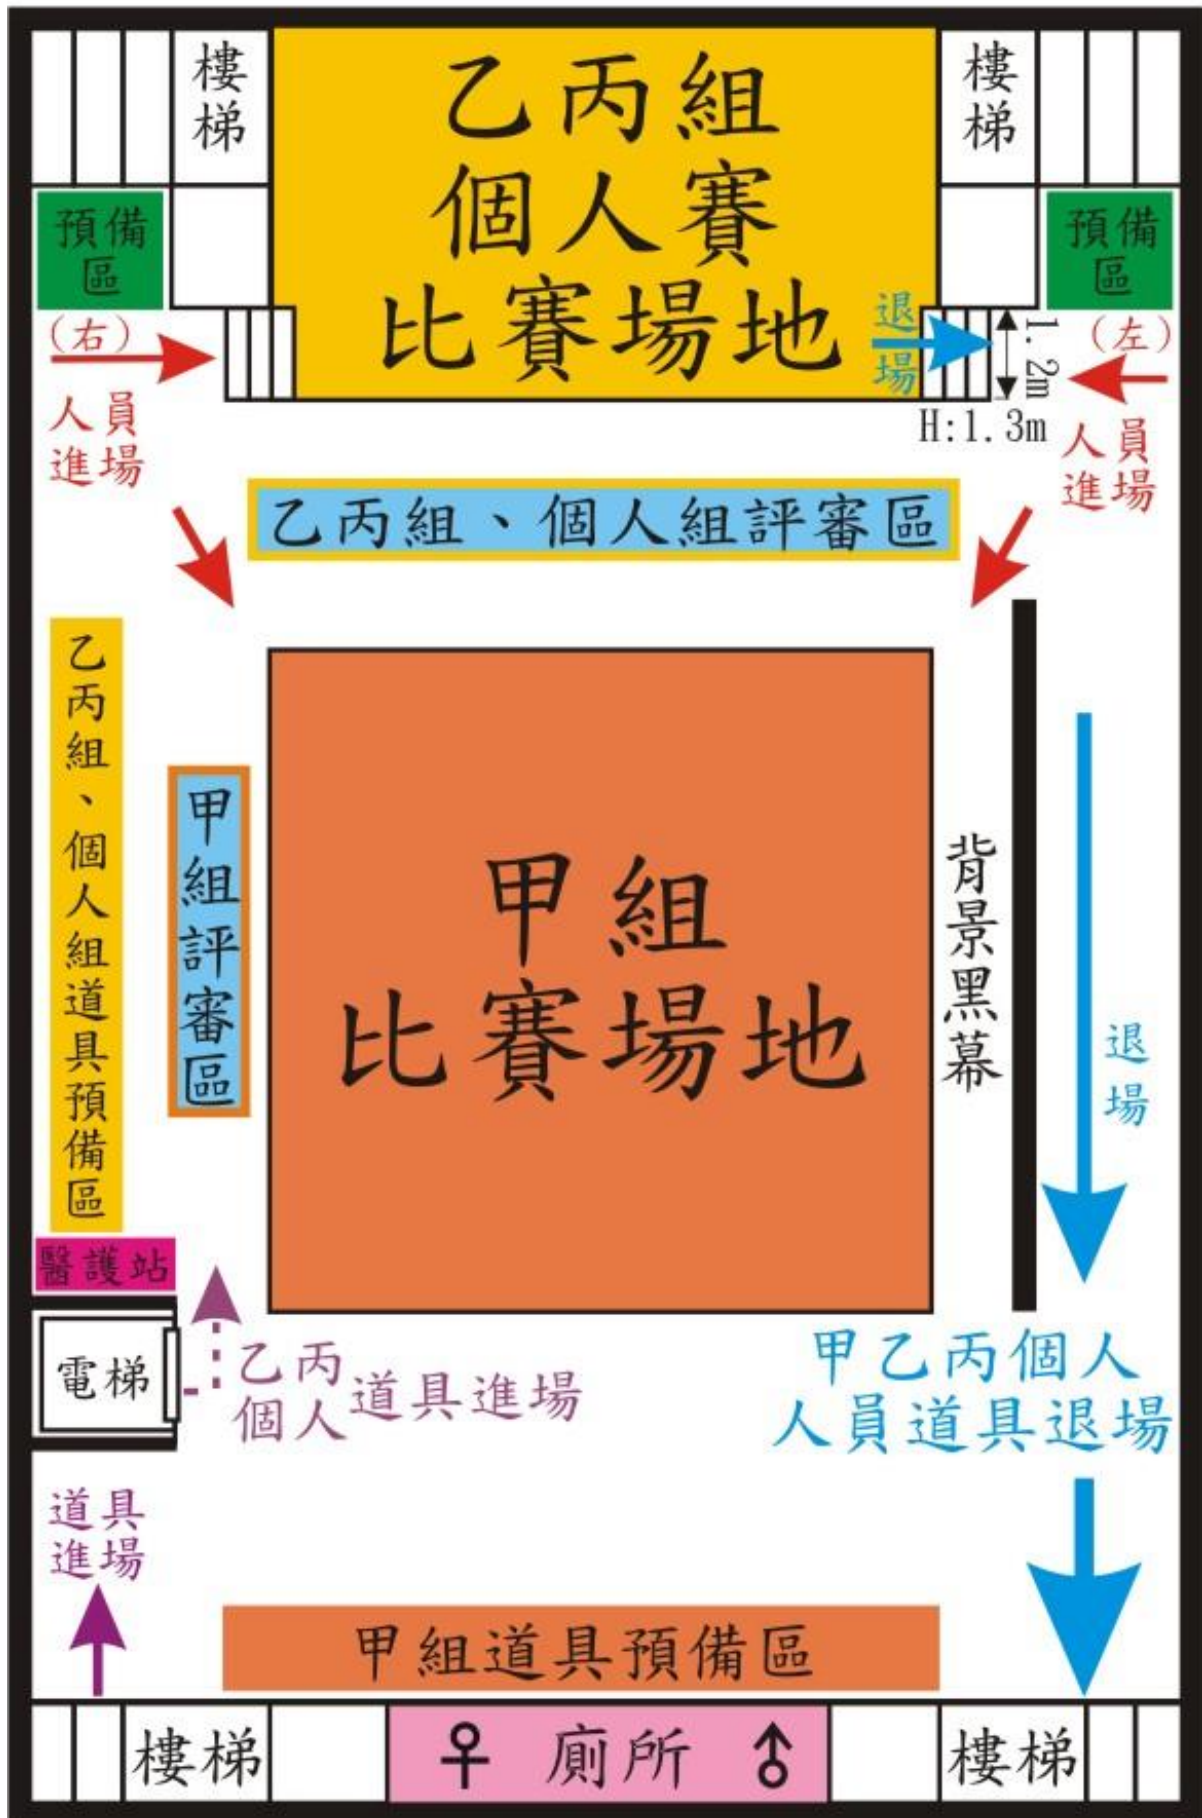 樓梯
乙丙組
個人賽
比賽場地
樓梯
預備
區
預備
區
(右)
人員
進場
退
場
1.2m
H:1.3m
(左)
人員
進場
乙丙組、個人組評審區
乙丙組、個人組道具預備區
甲組評審區
甲組
比賽場地
背景黑幕
退
場
醫護站
電梯
乙丙
個人
道具進場
甲乙丙個人
人員道具退場
道具
進場
甲組道具預備區
樓梯
♀ 廁所 ♂
樓梯